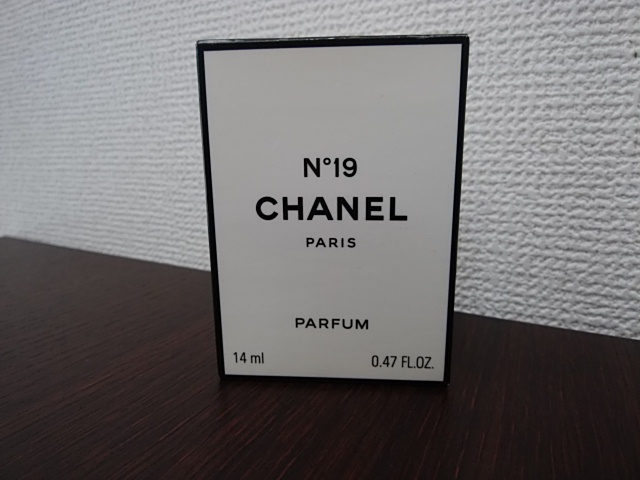 N°19
CHANEL
PARIS
PARFUM
14 ml 0.47 FL.OZ.